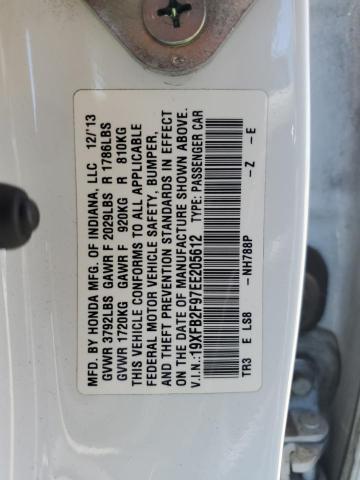 MFD. BY HONDA MFG. OF INDIANA, LLC 12/'13
GVWR 3792LBS GAWR F 2029LBS R 1786LBS
GVWR 1720KG GAWR F 920KG R 810KG
THIS VEHICLE CONFORMS TO ALL APPLICABLE
FEDERAL MOTOR VEHICLE SAFETY, BUMPER,
AND THEFT PREVENTION STANDARDS IN EFFECT
ON THE DATE OF MANUFACTURE SHOWN ABOVE.
V.I.N.:19XFB2F97EE205612 TYPE: PASSENGER CAR
TR3 E LS8 -NH788P -Z -E